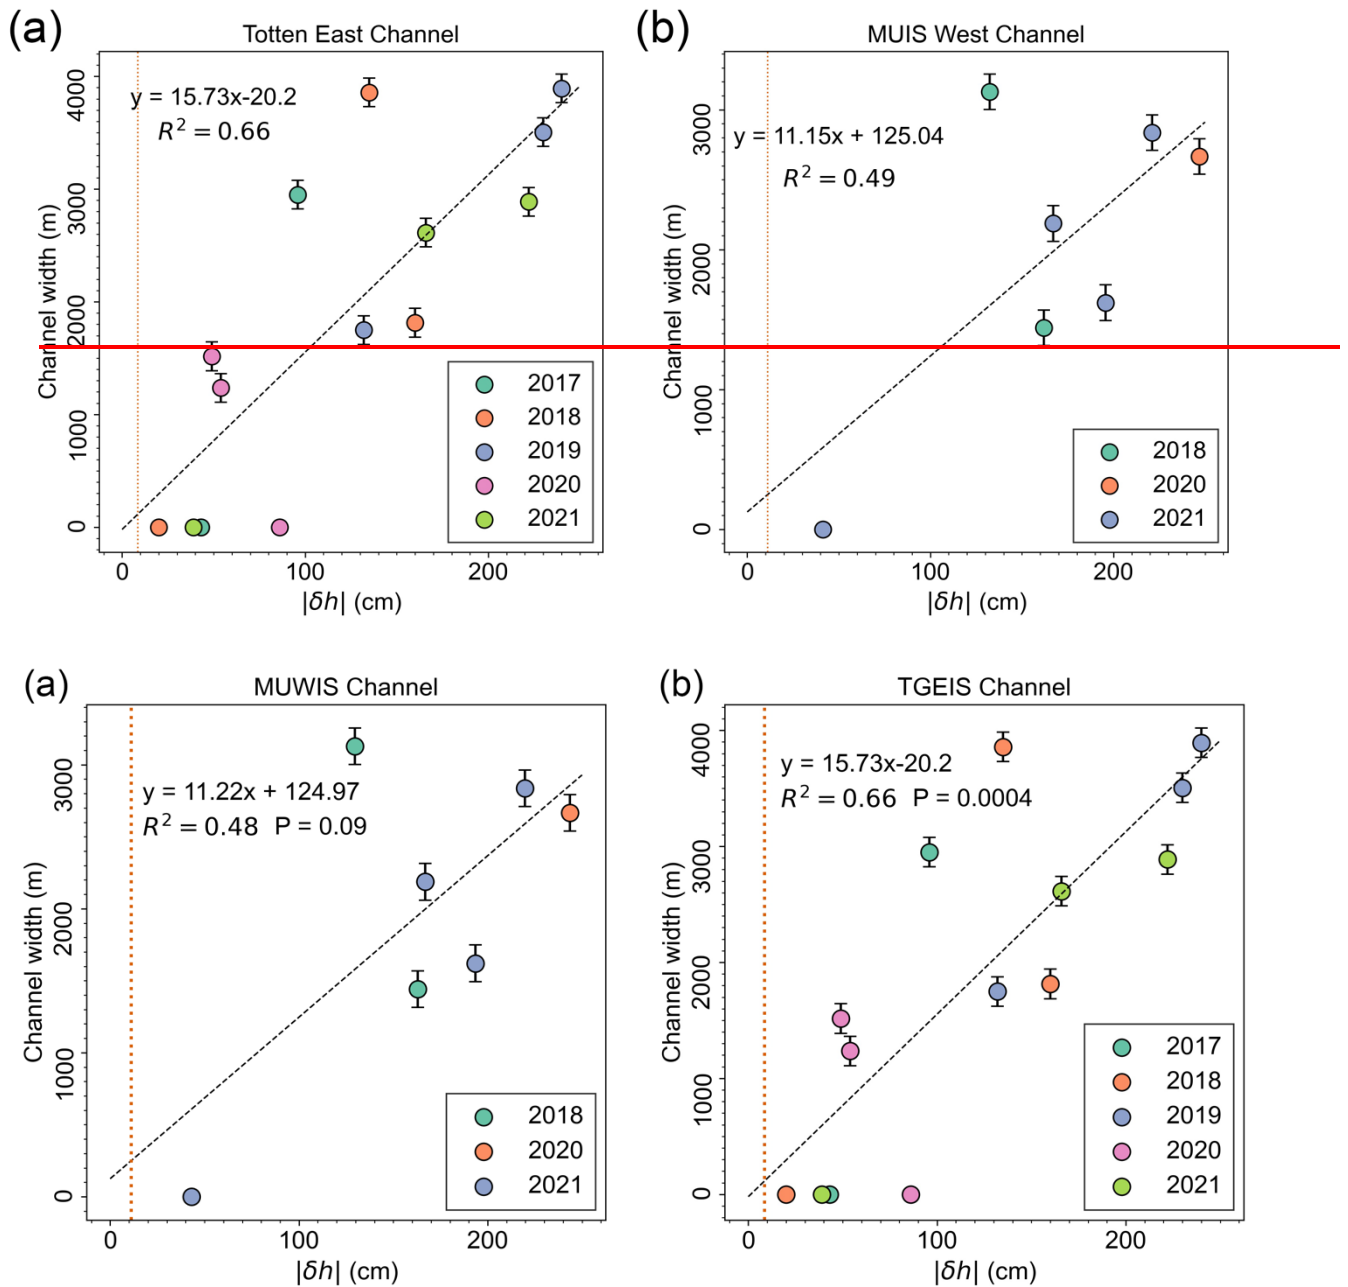 (a)
Totten East Channel
y = 15.73x-20.2
R² = 0.66
Channel width (m)
4000
3000
2000
1000
0
2017
2018
2019
2020
2021
0 100 200
|δh| (cm)
(b)
MUIS West Channel
y = 11.15x + 125.04
R² = 0.49
Channel width (m)
3000
2000
1000
0
2018
2020
2021
0 100 200
|δh| (cm)
(a)
MUWIS Channel
y = 11.22x + 124.97
R² = 0.48 P = 0.09
Channel width (m)
3000
2000
1000
0
2018
2020
2021
0 100 200
|δh| (cm)
(b)
TGEIS Channel
y = 15.73x-20.2
R² = 0.66 P = 0.0004
Channel width (m)
4000
3000
2000
1000
0
2017
2018
2019
2020
2021
0 100 200
|δh| (cm)